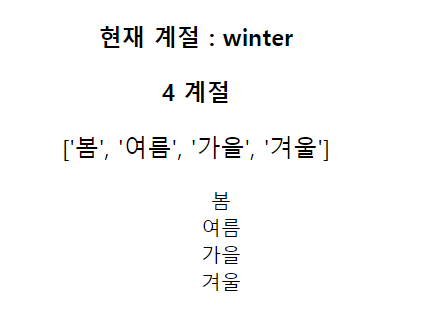 현재 계절 : winter
4 계절
['봄', '여름', '가을', '겨울']
봄
여름
가을
겨울